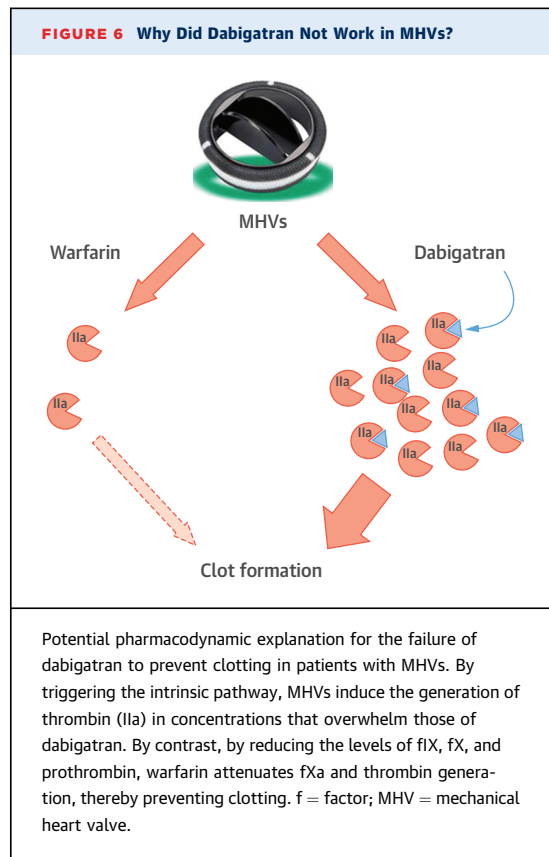 FIGURE 6 Why Did Dabigatran Not Work in MHVs?
MHVs
Warfarin
Dabigatran
IIa
IIa
IIa
IIa
IIa
IIa
IIa
IIa
IIa
IIa
IIa
IIa
IIa
Clot formation
Potential pharmacodynamic explanation for the failure of
dabigatran to prevent clotting in patients with MHVs. By
triggering the intrinsic pathway, MHVs induce the generation of
thrombin (IIa) in concentrations that overwhelm those of
dabigatran. By contrast, by reducing the levels of fIX, fX, and
prothrombin, warfarin attenuates fXa and thrombin genera-
tion, thereby preventing clotting. f = factor; MHV = mechanical
heart valve.